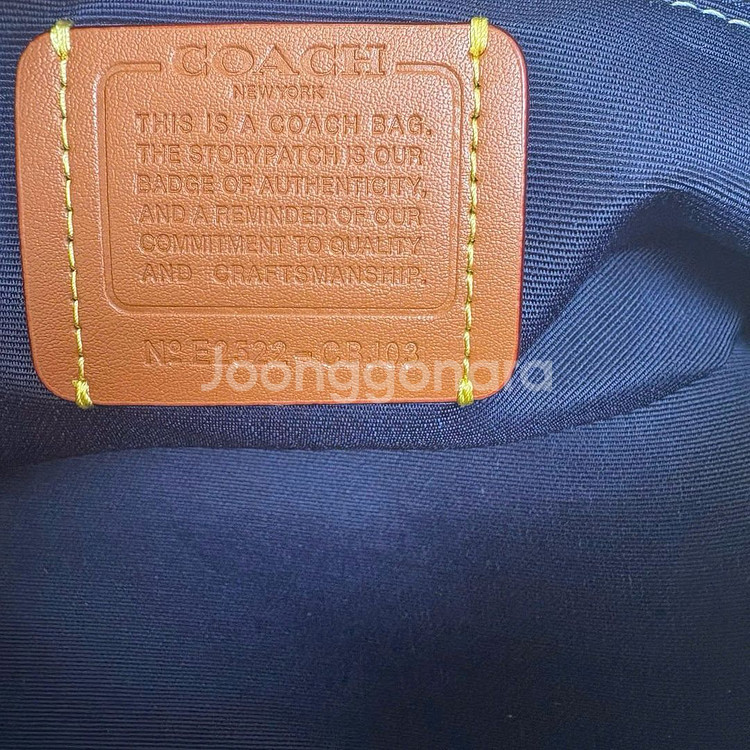 COACH
NEW YORK
THIS IS A COACH BAG.
THE STORYPATCH IS OUR
BADGE OF AUTHENTICITY,
AND A REMINDER OF OUR
COMMITMENT TO QUALITY
AND CRAFTSMANSHIP.
Nº E1522-CBJ03
Joonggonara